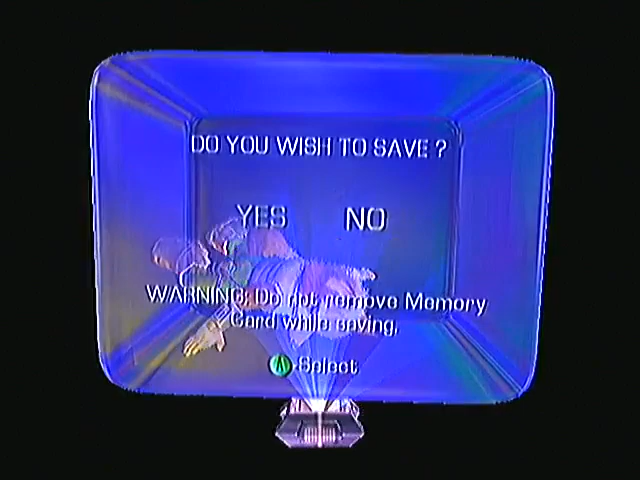 DO YOU WISH TO SAVE ?
YES NO
WARNING: Do not remove Memory
Card while saving.
A Select